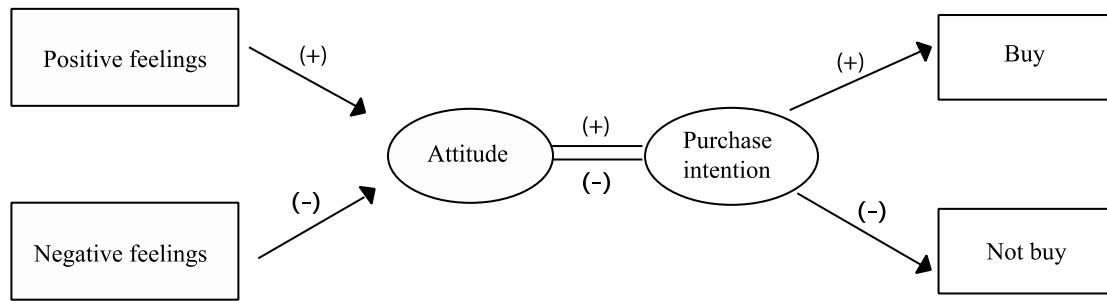 Positive feelings
(+)
(+)
Buy
Attitude
(+)
(-)
Purchase
intention
Negative feelings
(-)
(-)
Not buy